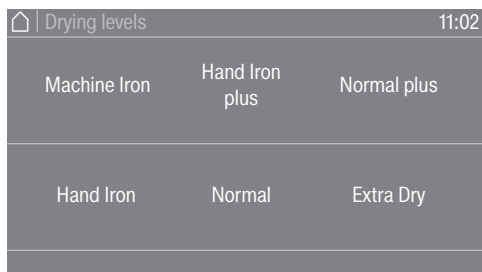 Drying levels 11:02
Machine Iron
Hand Iron
plus
Normal plus
Hand Iron
Normal
Extra Dry